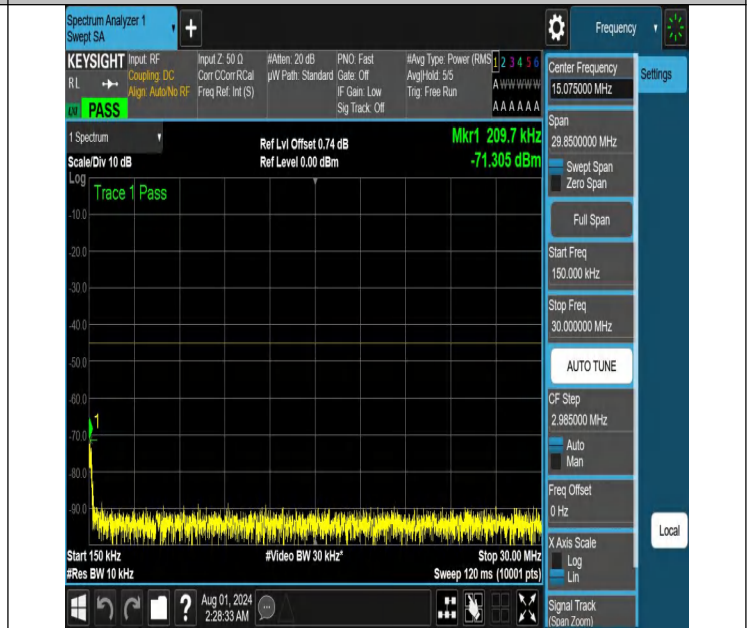 Spectrum Analyzer 1
Swept SA
Frequency
KEYSIGHT
RL
PASS
Input: RF
Coupling: DC
Align: Auto/No RF
Input Z: 50 Ω
Corr CCorr RCal
Freq Ref: Int (S)
#Atten: 20 dB
µW Path: Standard
PNO: Fast
Gate: Off
IF Gain: Low
Sig Track: Off
#Avg Type: Power (RMS
Avg|Hold: 5/5
Trig: Free Run
1 2 3 4 5 6
A W W W W W
A A A A A A
1 Spectrum
Scale/Div 10 dB
Ref Lvl Offset 0.74 dB
Ref Level 0.00 dBm
Mkr1 209.7 kHz
-71.305 dBm
Log
Trace 1 Pass
-10.0
-20.0
-30.0
-40.0
-50.0
-60.0
-70.0
-80.0
-90.0
1
Start 150 kHz
#Video BW 30 kHz*
Stop 30.00 MHz
#Res BW 10 kHz
Sweep 120 ms (10001 pts)
Aug 01, 2024
2:28:33 AM
Center Frequency
15.075000 MHz
Settings
Span
29.8500000 MHz
Swept Span
Zero Span
Full Span
Start Freq
150.000 kHz
Stop Freq
30.000000 MHz
AUTO TUNE
CF Step
2.985000 MHz
Auto
Man
Freq Offset
0 Hz
X Axis Scale
Log
Lin
Local
Signal Track
(Span Zoom)